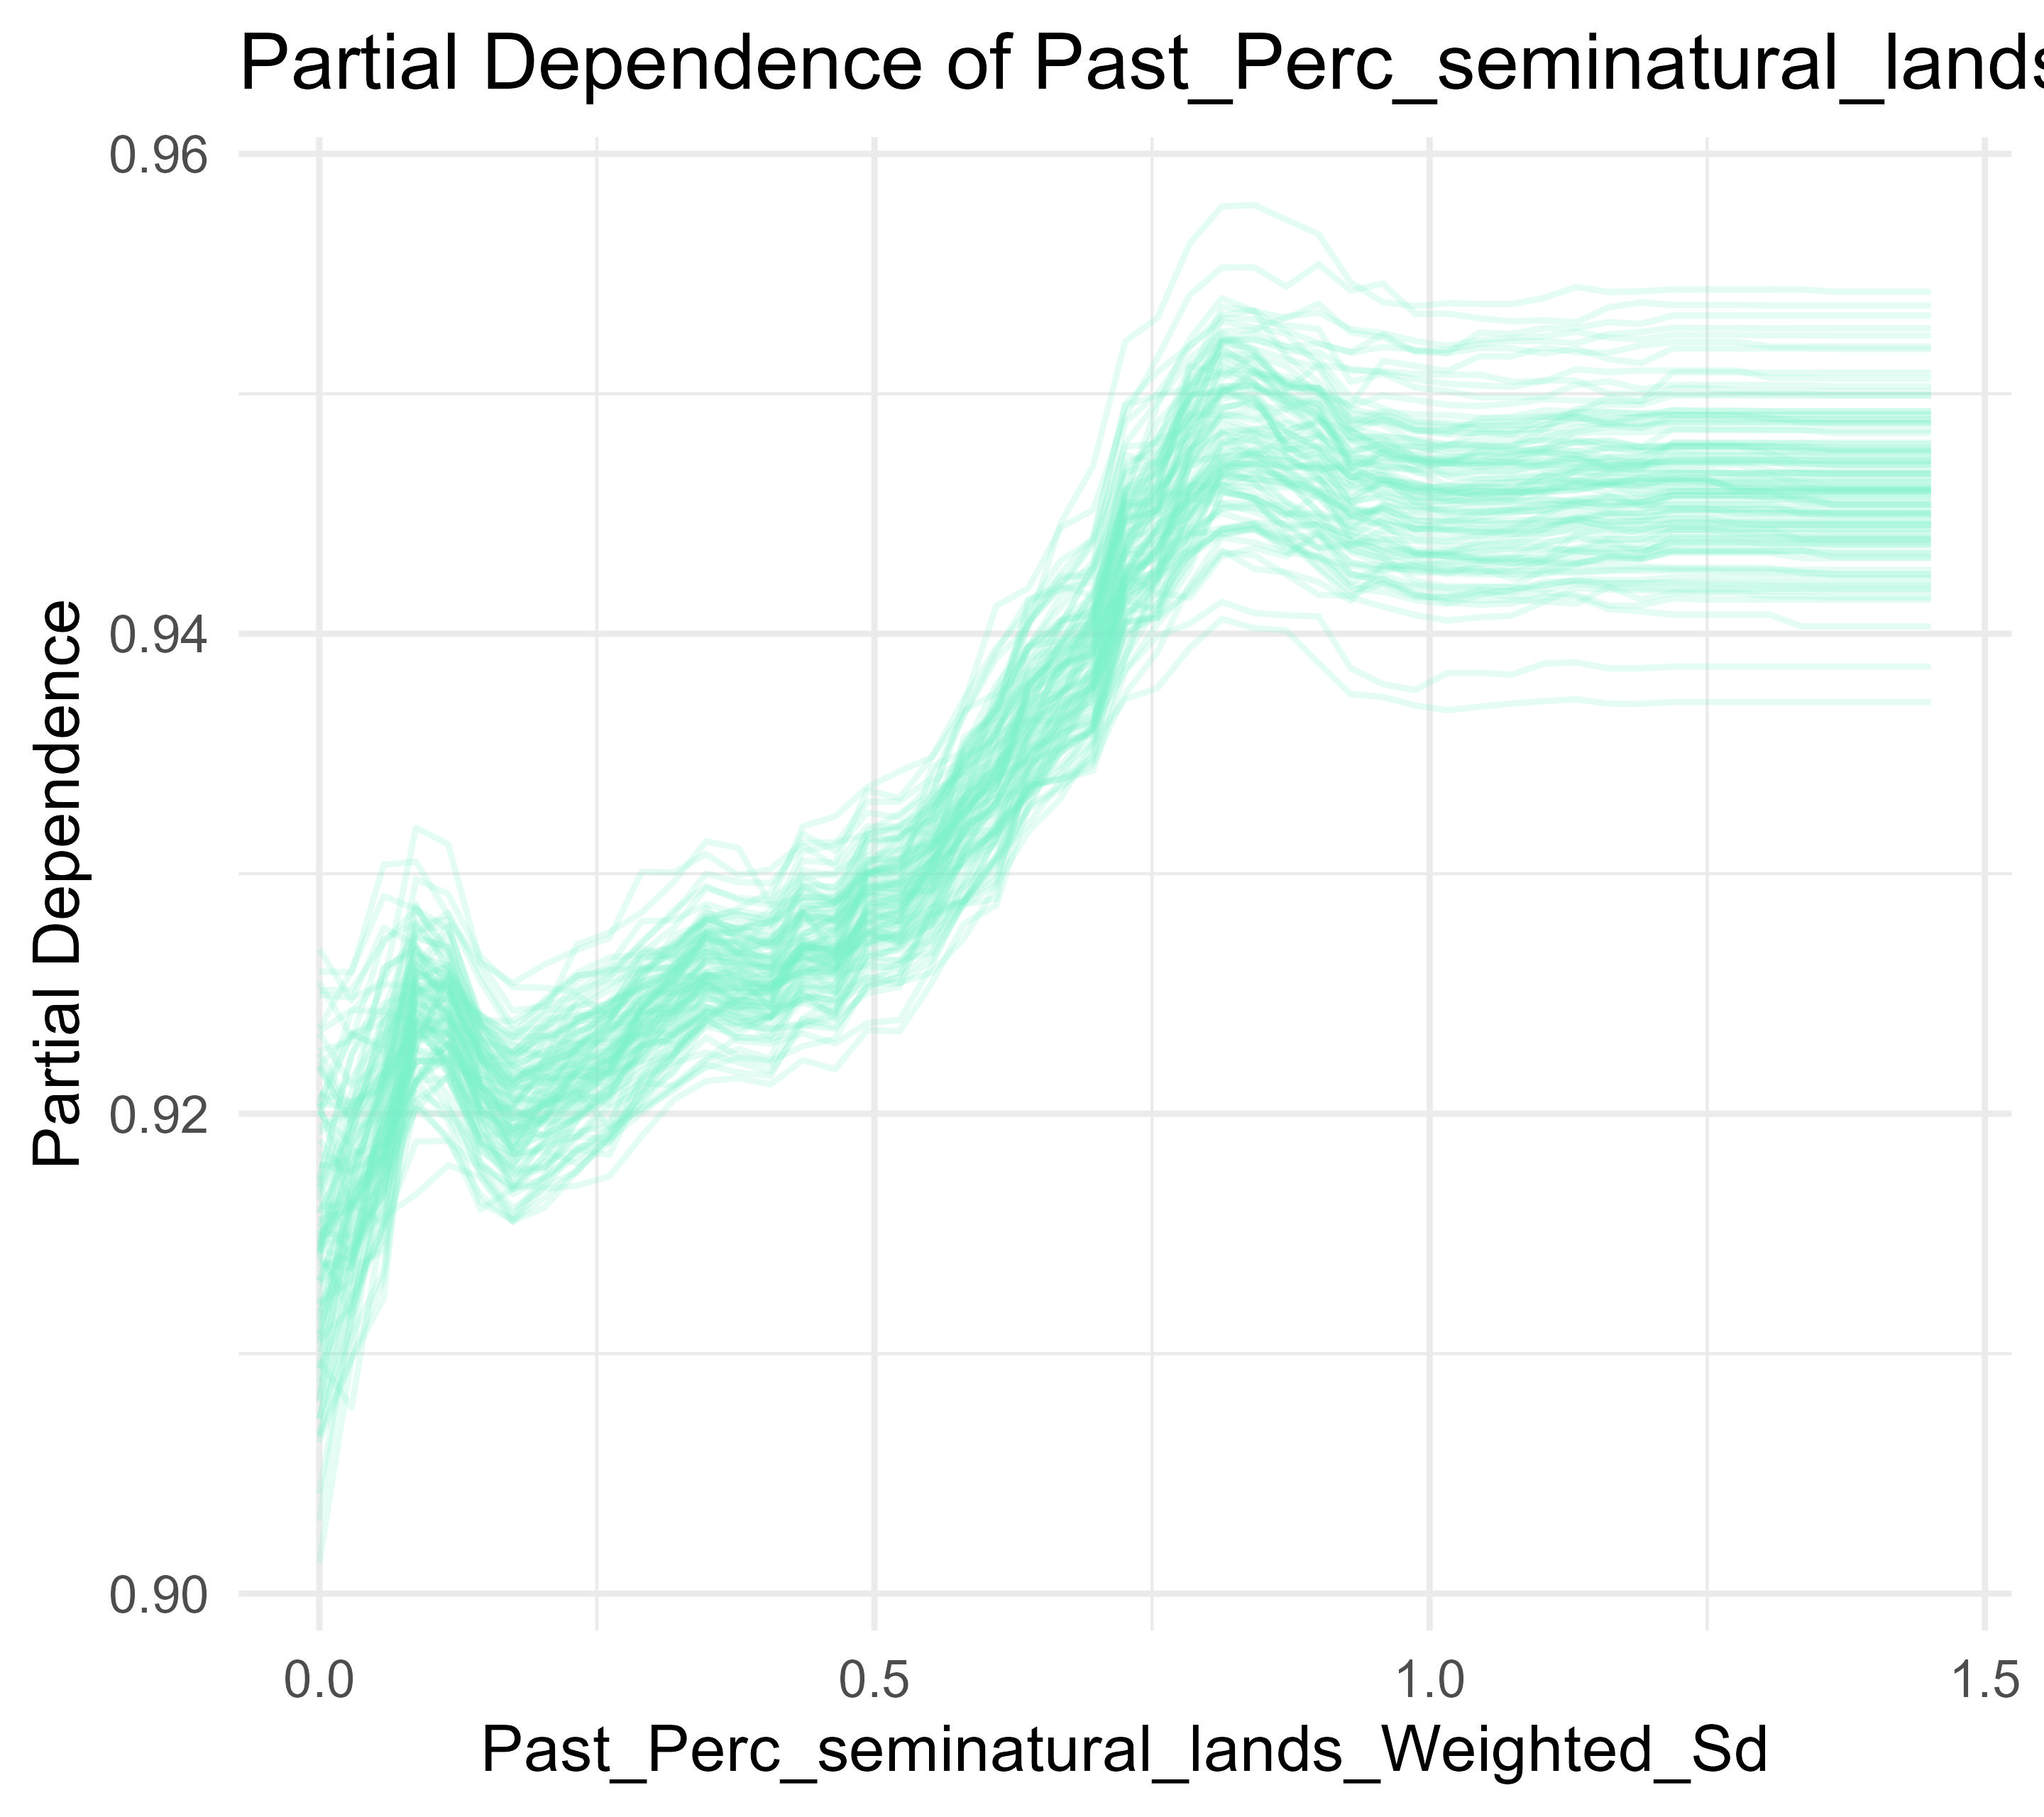 Partial Dependence of Past_Perc_seminatural_lands
0.96
0.94
0.92
0.90
Partial Dependence
0.0 0.5 1.0 1.5
Past_Perc_seminatural_lands_Weighted_Sd